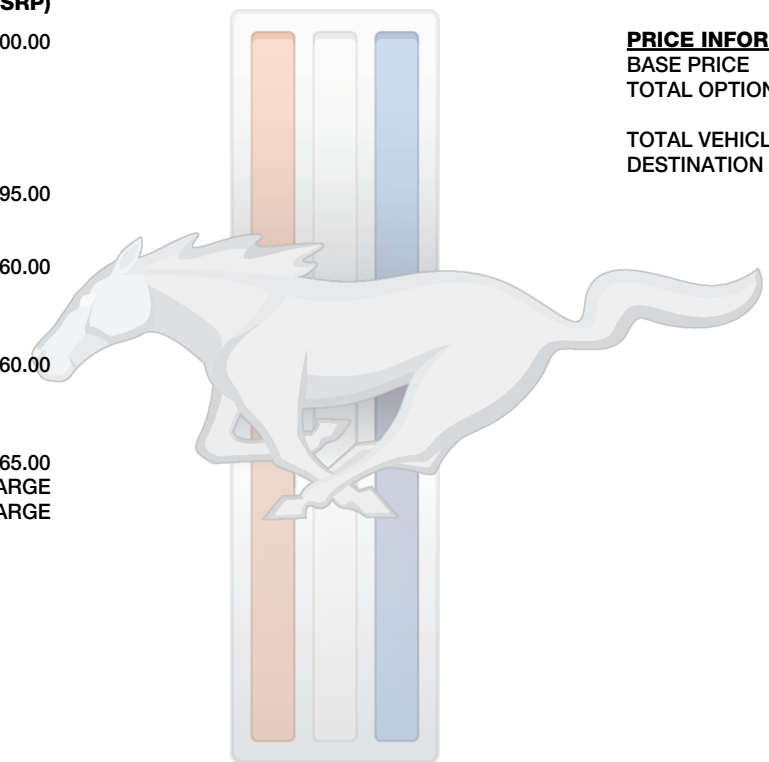 SRP)
00.00
95.00
60.00
60.00
65.00
ARGE
ARGE
PRICE INFOR
BASE PRICE
TOTAL OPTION
TOTAL VEHICL
DESTINATION